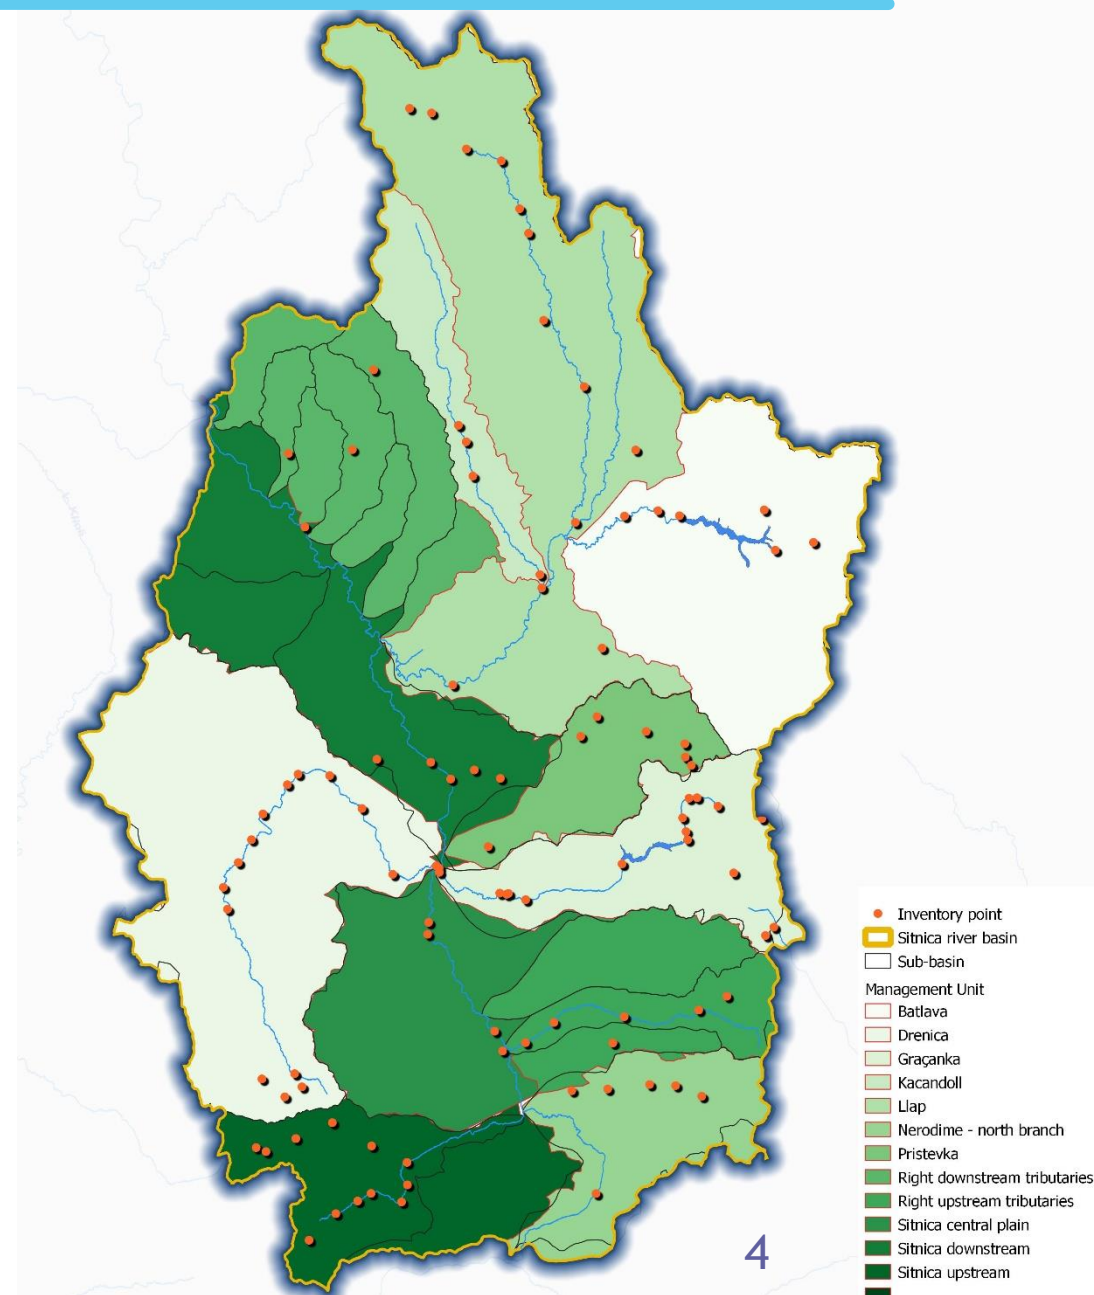 Inventory point
Sitnica river basin
Sub-basin
Management Unit
Batlava
Drenica
Graçanka
Kacandoll
Llap
Nerodime - north branch
Pristevka
Right downstream tributaries
Right upstream tributaries
Sitnica central plain
Sitnica downstream
Sitnica upstream
4